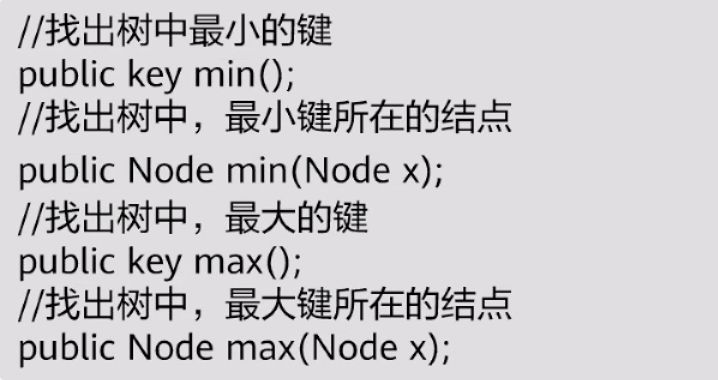 //找出树中最小的键
public key min();
//找出树中，最小键所在的结点
public Node min(Node x);
//找出树中，最大的键
public key max();
//找出树中，最大键所在的结点
public Node max(Node x);